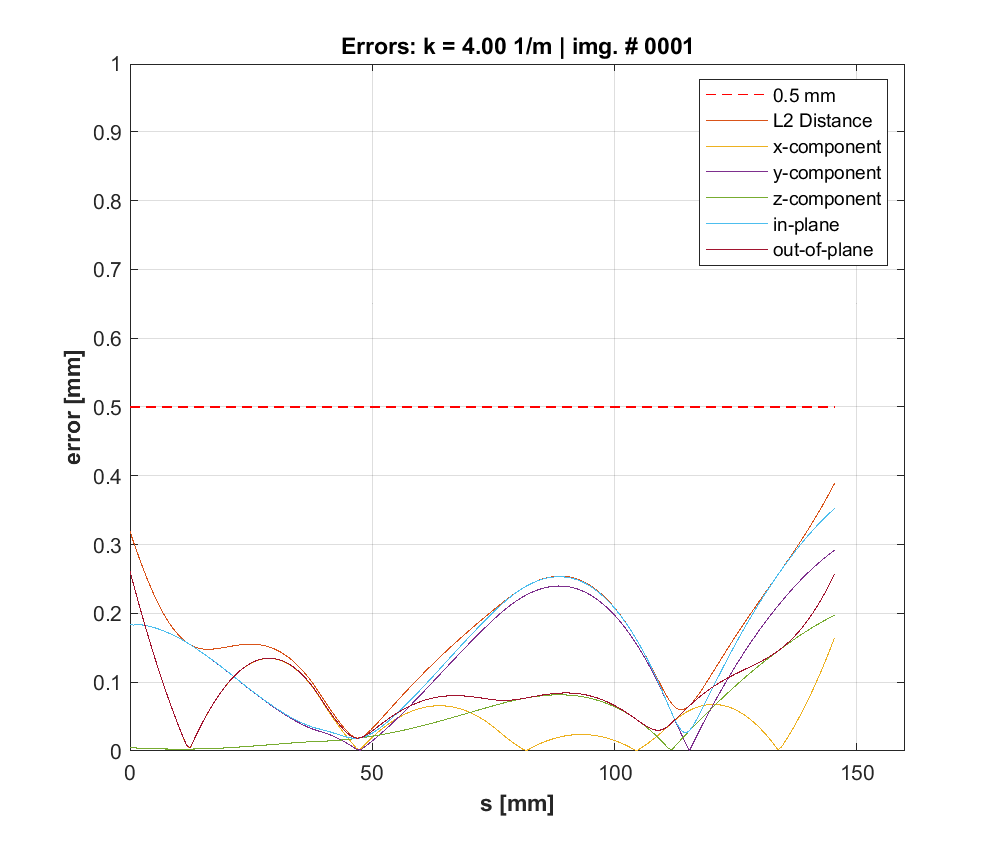 Errors: k = 4.00 1/m | img. # 0001
1
0.9
0.8
0.7
0.6
0.5
0.4
0.3
0.2
0.1
0
error [mm]
0.5 mm
L2 Distance
x-component
y-component
z-component
in-plane
out-of-plane
0 50 100 150
s [mm]